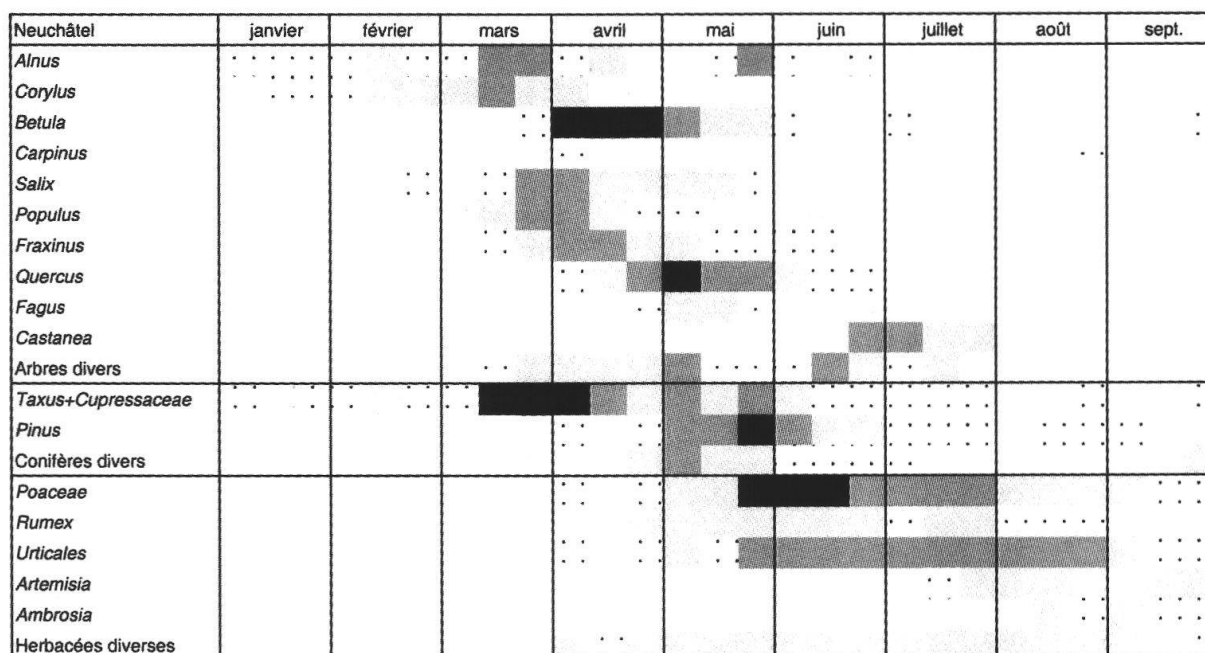 Neuchâtel janvier février mars avril mai juin juillet août sept.
Alnus
Corylus
Betula
Carpinus
Salix
Populus
Fraxinus
Quercus
Fagus
Castanea
Arbres divers
Taxus+Cupressaceae
Pinus
Conifères divers
Poaceae
Rumex
Urticales
Artemisia
Ambrosia
Herbacées diverses